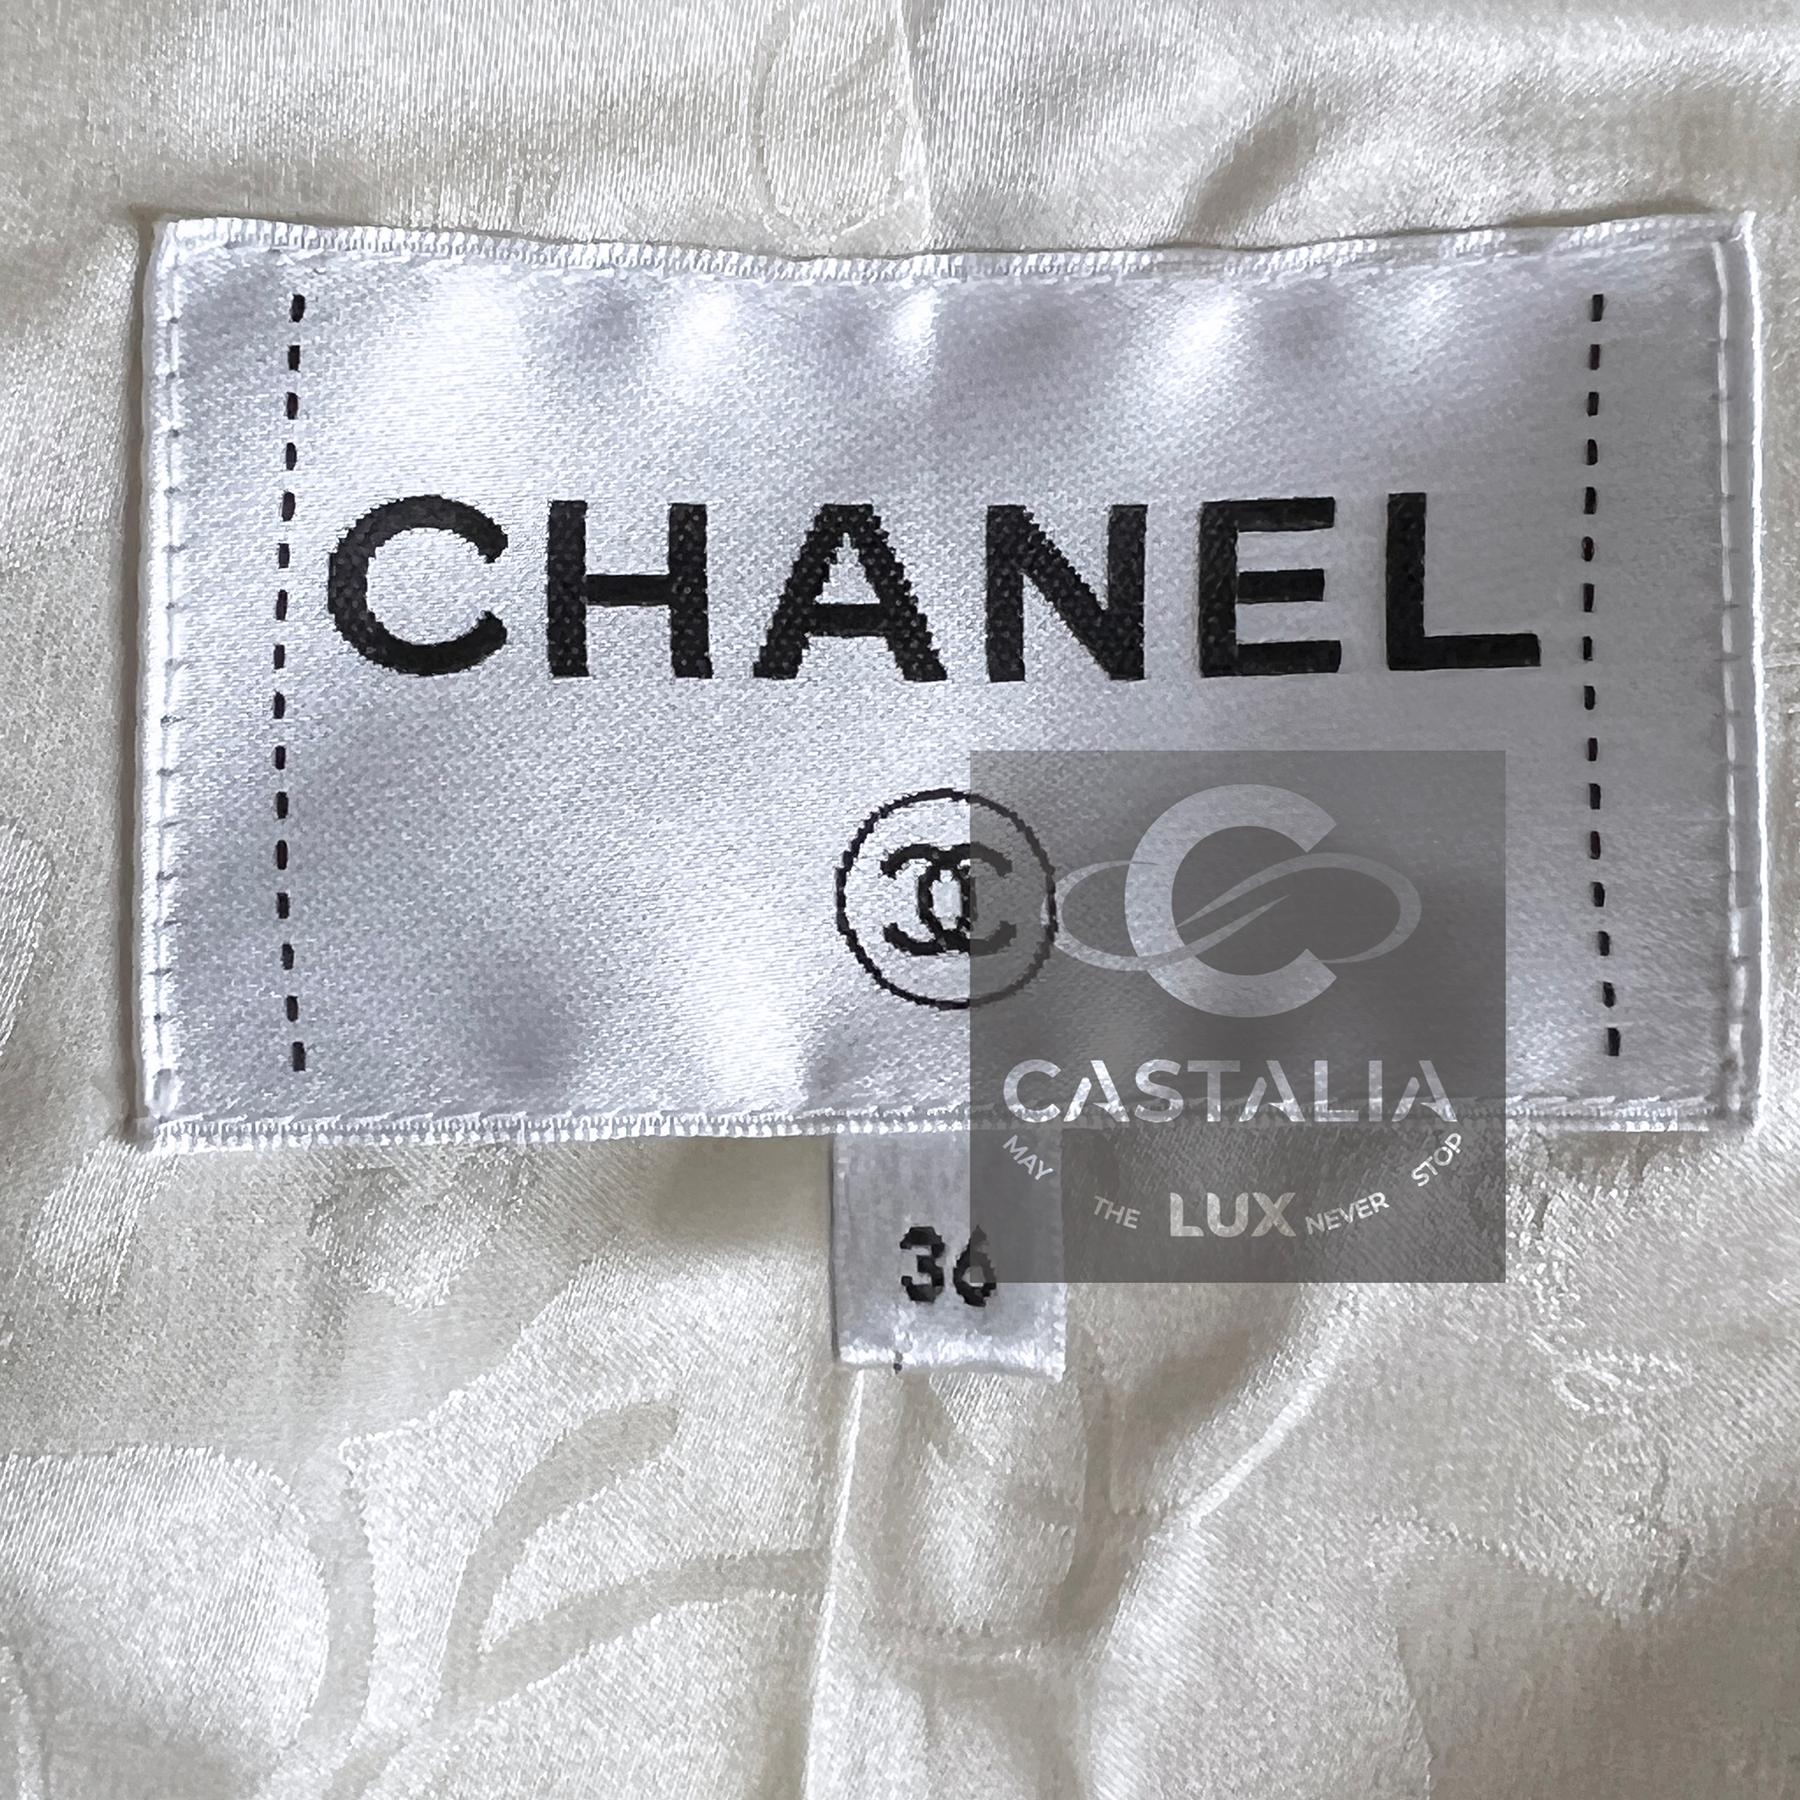 CHANEL
CASTALIA
MAY THE LUX NEVER STOP
36